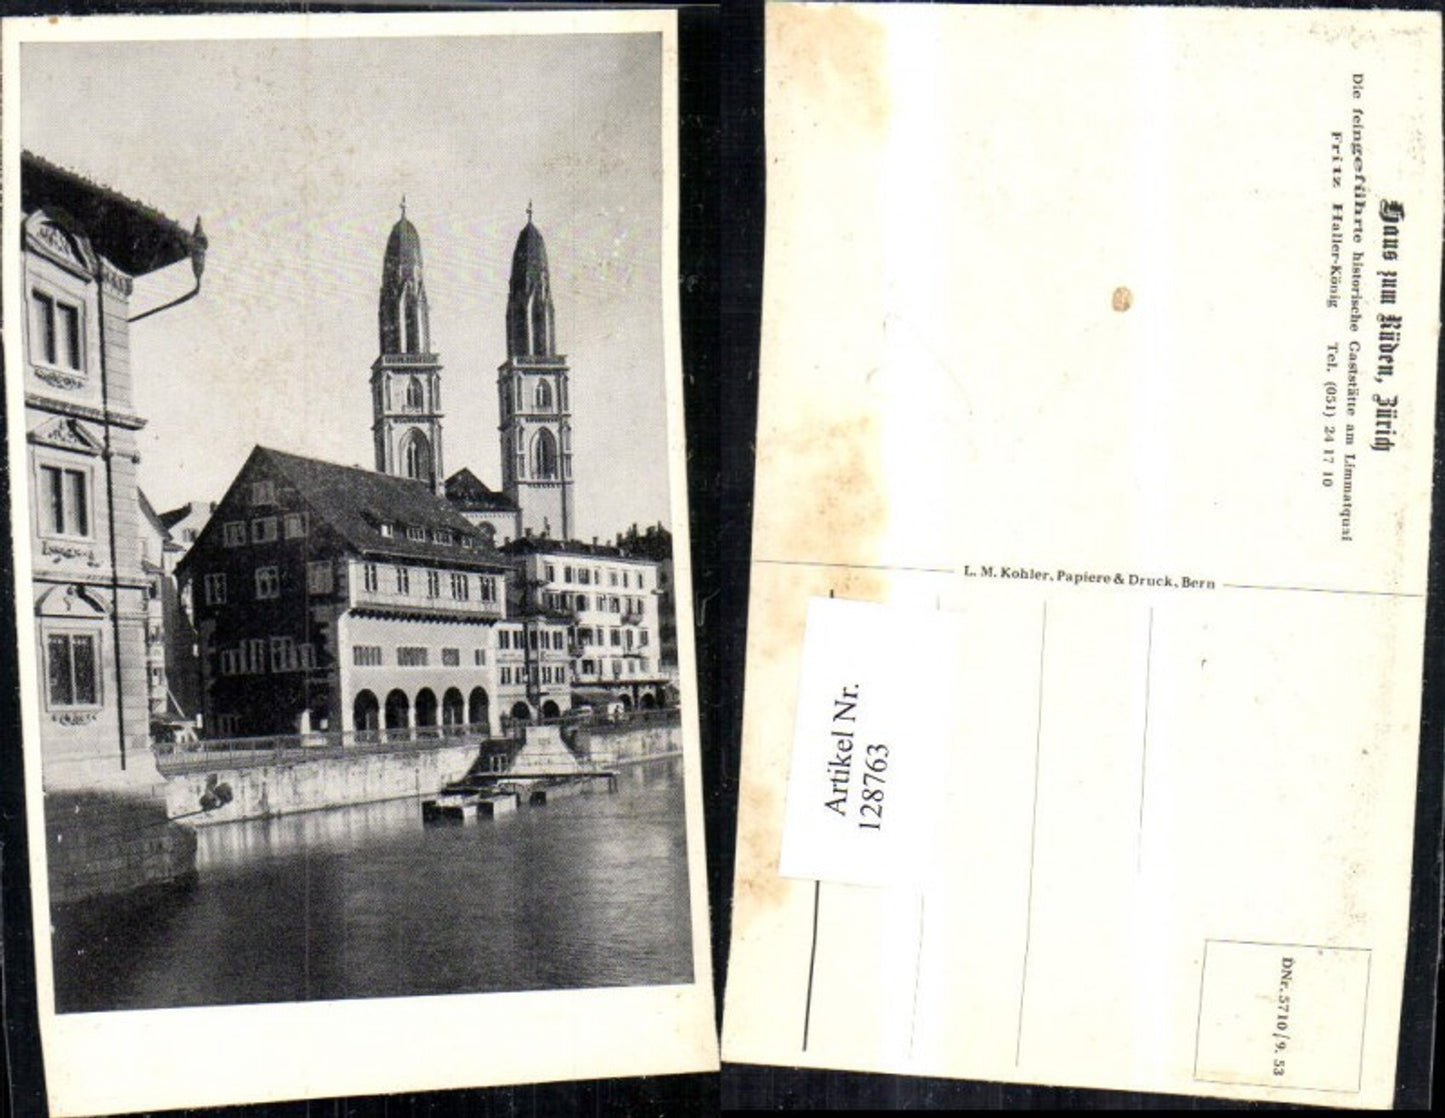 Haus zum Rüden, Zürich
Die feingeführte historische Gaststätte am Limmatquai
Fritz Haller-König Tel. (051) 24 17 10
L. M. Kohler, Papiere & Druck, Bern
Artikel Nr.
128763
DNr. 5710/9. 53